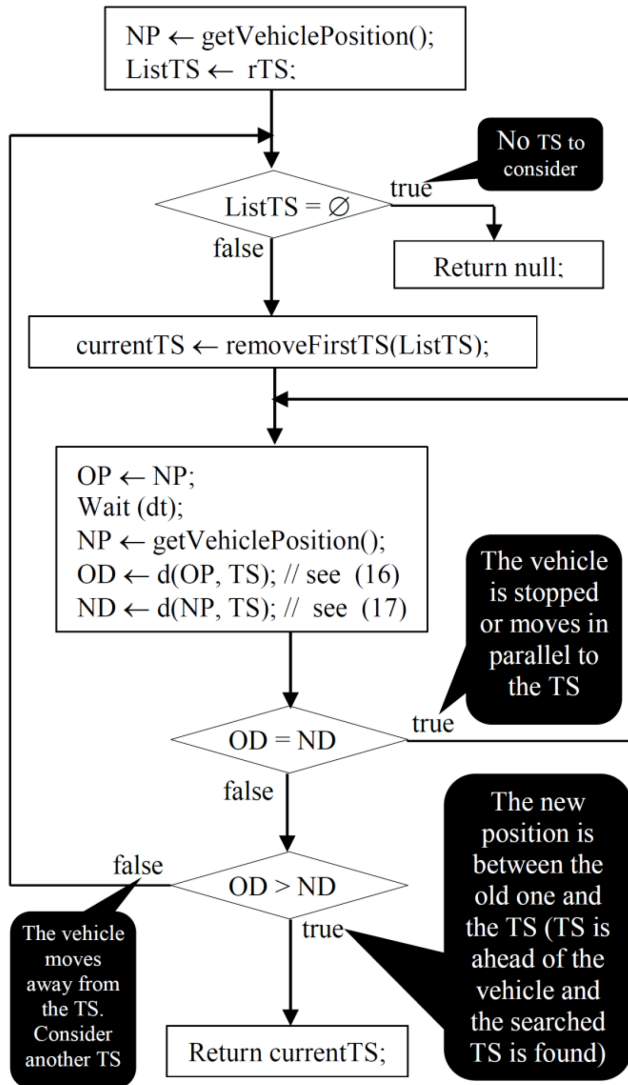 NP ← getVehiclePosition();
ListTS ← rTS;
No TS to
consider
true
ListTS = ∅
false
Return null;
currentTS ← removeFirstTS(ListTS);
OP ← NP;
Wait (dt);
NP ← getVehiclePosition();
OD ← d(OP, TS); // see (16)
ND ← d(NP, TS); // see (17)
The vehicle
is stopped
or moves in
parallel to
the TS
true
OD = ND
false
false
OD > ND
true
The new
position is
between the
old one and
the TS (TS is
ahead of the
vehicle and
the searched
TS is found)
The vehicle
moves
away from
the TS.
Consider
another TS
Return currentTS;